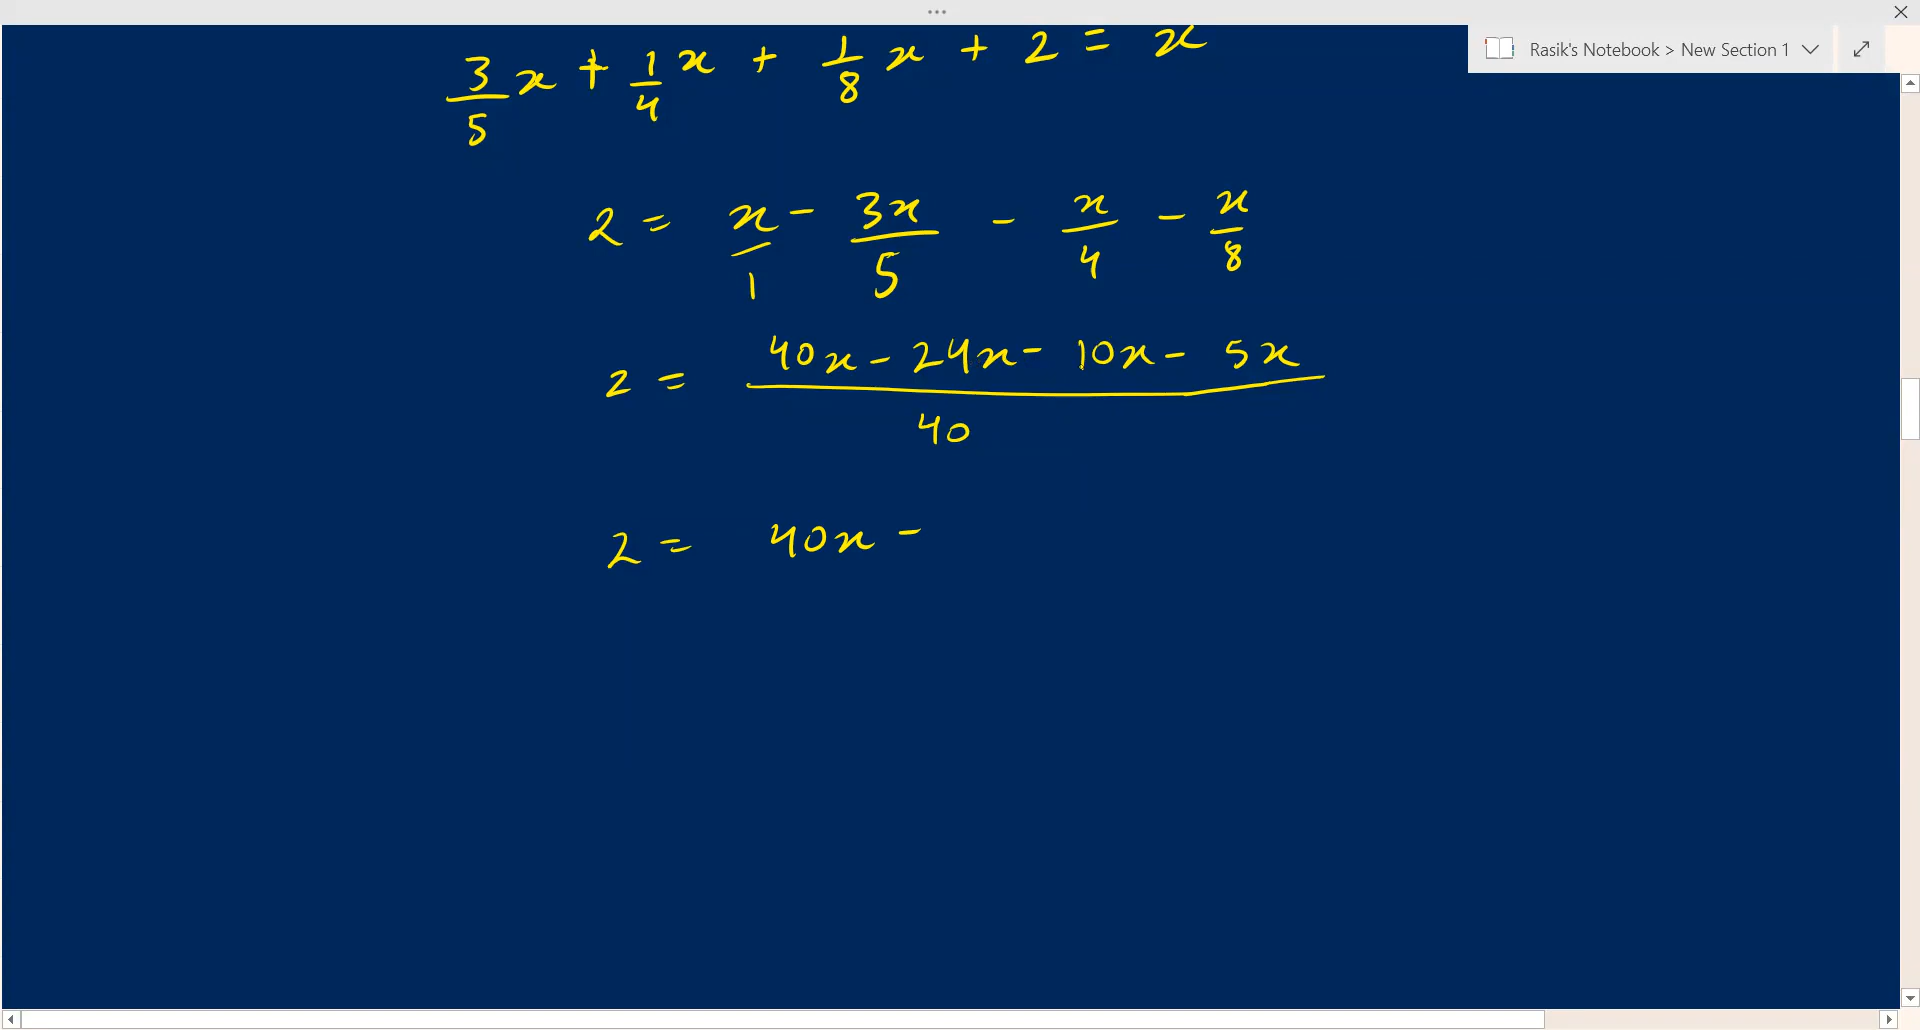 Rasik's Notebook > New Section 1
3/5 x + 1/4 x + 1/8 x + 2 = x
2 = x/1 - 3x/5 - x/4 - x/8
2 = (40x - 24x - 10x - 5x)/40
2 = 40x -